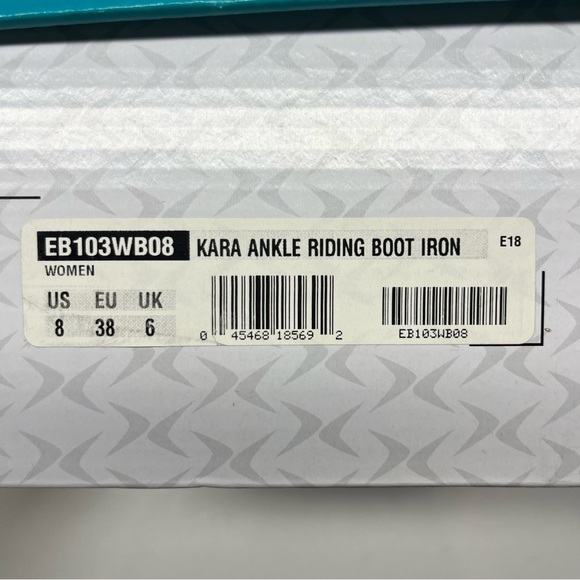 EB103WB08 KARA ANKLE RIDING BOOT IRON E18
WOMEN
US EU UK
8 38 6
0 45468 18569 2
EB103WB08